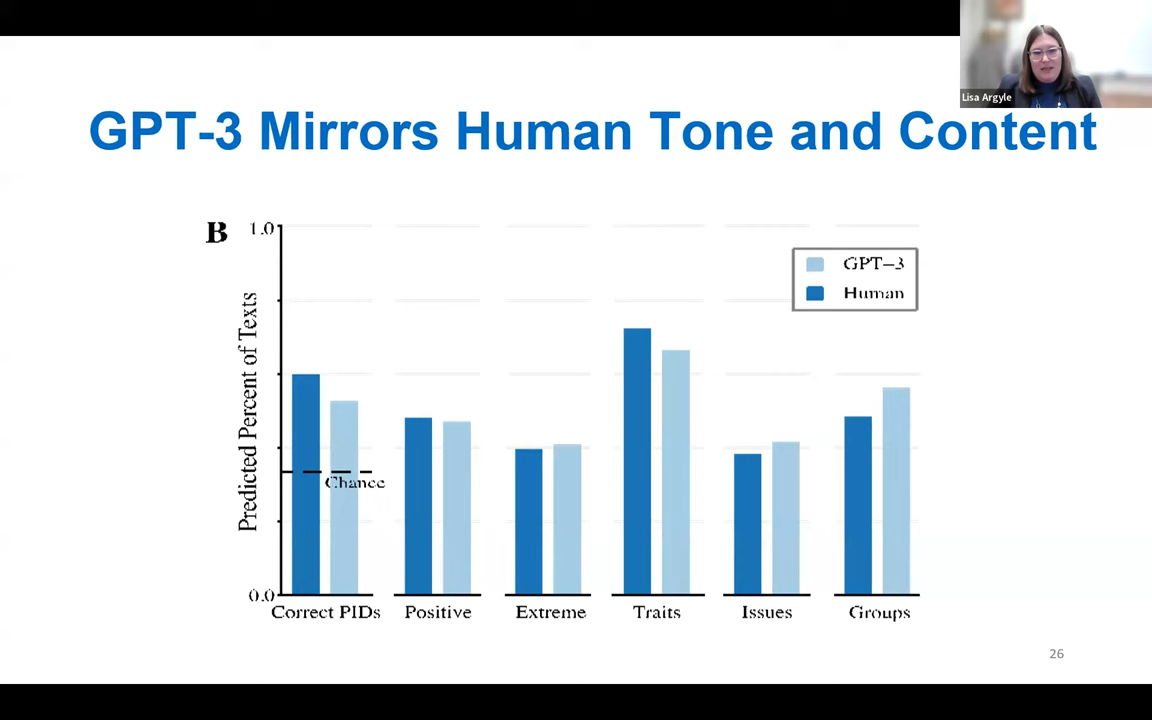 Lisa Argyle
GPT-3 Mirrors Human Tone and Content
B
1.0
GPT–3
Human
Predicted Percent of Texts
Chance
0.0
Correct PIDs
Positive
Extreme
Traits
Issues
Groups
26